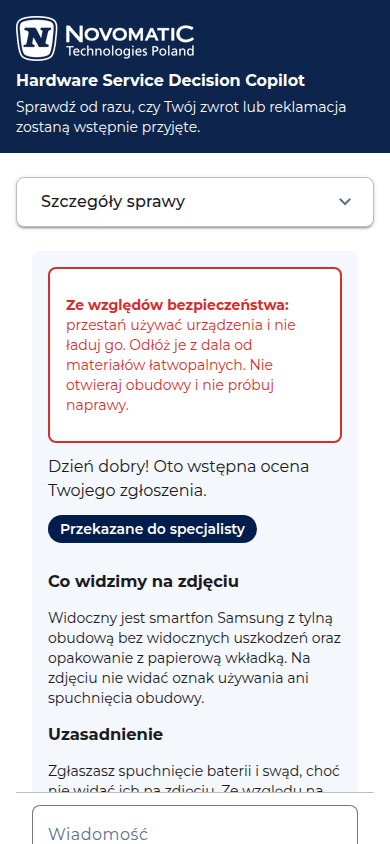 N NOVOMATIC
Technologies Poland
Hardware Service Decision Copilot
Sprawdź od razu, czy Twój zwrot lub reklamacja
zostaną wstępnie przyjęte.
Szczegóły sprawy
Ze względów bezpieczeństwa:
przestań używać urządzenia i nie
ładuj go. Odłóż je z dala od
materiałów łatwopalnych. Nie
otwieraj obudowy i nie próbuj
naprawy.
Dzień dobry! Oto wstępna ocena
Twojego zgłoszenia.
Przekazane do specjalisty
Co widzimy na zdjęciu
Widoczny jest smartfon Samsung z tylną
obudową bez widocznych uszkodzeń oraz
opakowanie z papierową wkładką. Na
zdjęciu nie widać oznak używania ani
spuchnięcia obudowy.
Uzasadnienie
Zgłaszasz spuchnięcie baterii i swąd, choć
nie widać ich na zdjęciu. Ze względu na
Wiadomość